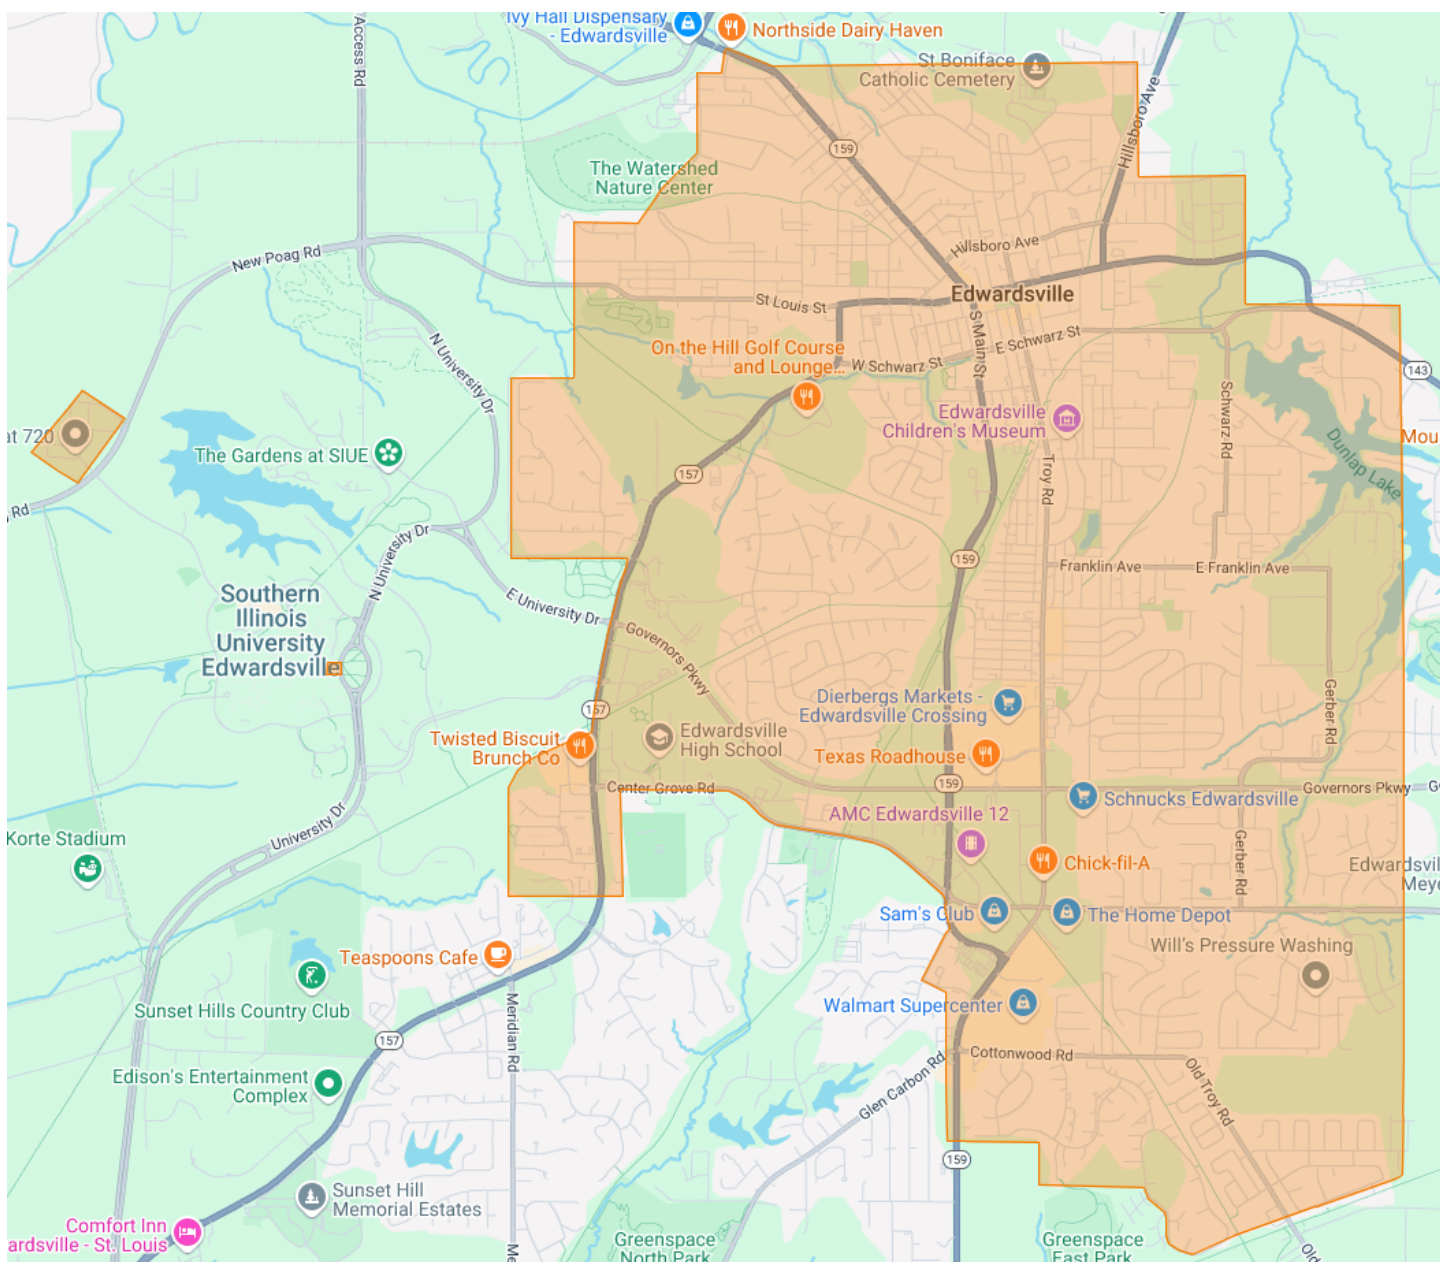 Ivy Hall Dispensary
- Edwardsville
Northside Dairy Haven
Access Rd
St Boniface
Catholic Cemetery
Hillsboro Ave
159
The Watershed
Nature Center
New Poag Rd
Hillsboro Ave
Edwardsville
St Louis St
S Main St
E Schwarz St
On the Hill Golf Course
and Lounge...
W Schwarz St
N University Dr
143
Schwarz Rd
Edwardsville
Children's Museum
at 720
The Gardens at SIUE
Mou
Dunlap Lake
Troy Rd
157
Rd
N University Dr
159
Franklin Ave
E Franklin Ave
Southern
Illinois
University
Edwardsville
E University Dr
Governors Pkwy
Gerber Rd
Dierbergs Markets -
Edwardsville Crossing
157
Twisted Biscuit
Brunch Co
Edwardsville
High School
Texas Roadhouse
Center Grove Rd
159
Schnucks Edwardsville
Governors Pkwy
G
University Dr
AMC Edwardsville 12
Korte Stadium
Chick-fil-A
Gerber Rd
Edwardsvil
Meye
Sam's Club
The Home Depot
Will's Pressure Washing
Teaspoons Cafe
Sunset Hills Country Club
Meridian Rd
Walmart Supercenter
157
Cottonwood Rd
Old Troy Rd
Glen Carbon Rd
Edison's Entertainment
Complex
159
Sunset Hill
Memorial Estates
Comfort Inn
ardsville - St. Louis
Me
Greenspace
North Park
Greenspace
East Park
Old